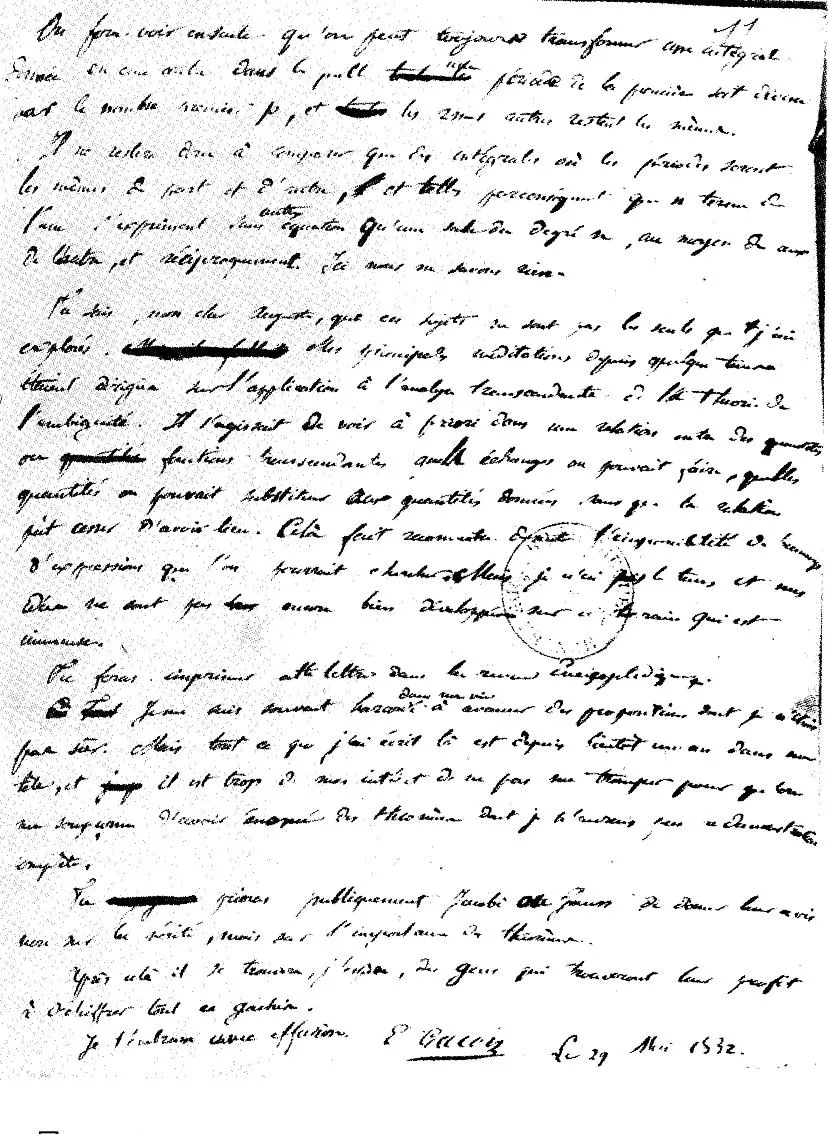 11
On fera voir ensuite qu'on peut toujours transformer une intégrale
donnée en une autre dans laquelle une période de la première soit divisée
par le nombre premier p, et les 2n-1 autres restent les mêmes.
Il ne restera donc à comparer que des intégrales où les périodes seront
les mêmes de part et d'autre, et telles parconséquent que n termes de
l'une s'expriment sans autre équation qu'une seule du degré n, au moyen de ceux
de l'autre, et réciproquement. Ici nous ne savons rien.
Tu sais, mon cher Auguste, que ces sujets ne sont pas les seuls que j'aie
explorés. Mes principales méditations depuis quelque temps
étaient dirigées sur l'application à l'analyse transcendante de la théorie de
l'ambiguité. Il s'agissait de voir à priori dans une relation entre des quantités
ou fonctions transcendantes quels échanges on pouvait faire, quelles
quantités on pouvait substituer aux quantités données sans que la relation
pût cesser d'avoir lieu. Cela fait reconnaitre de suite l'impossibilité de beaucoup
d'expressions que l'on pourrait chercher. Mais je n'ai pas le tems et mes
idées ne sont pas encore bien développées sur ce terrain qui est
immense.
Tu feras imprimer cette lettre dans la revue Encyclopédique.
Je me suis souvent hasardé dans ma vie à avancer des propositions dont je n'étais
pas sûr. Mais tout ce que j'ai écrit là est depuis bientôt un an dans ma
tête, et il est trop de mon intérêt de ne pas me tromper pour qu'on
me soupçonne d'avoir énoncé des théorèmes dont je n'aurais pas la démonstration
complète.
Tu prieras publiquement Jacobi ou Gauss de donner leur avis
non sur la vérité, mais sur l'importance des théorèmes.
Après cela il se trouvera, j'espère, des gens qui trouveront leur profit
à déchiffrer tout ce gachis.
Je t'embrasse avec effusion. E Galois Le 29 Mai 1832.